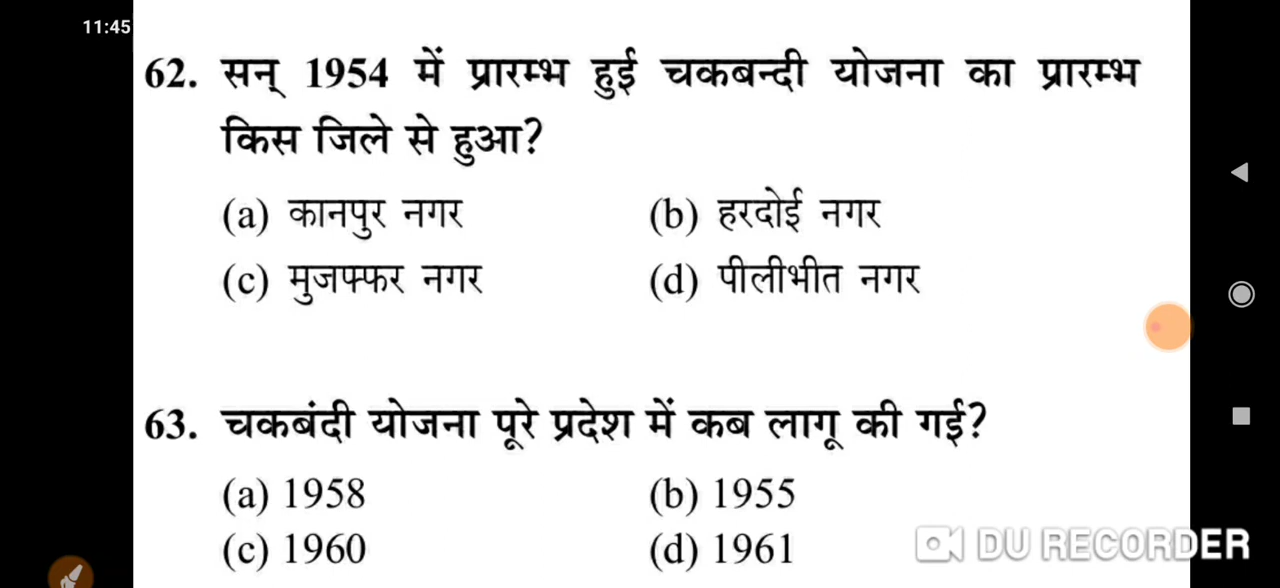 11:45
62. सन् 1954 में प्रारम्भ हुई चकबन्दी योजना का प्रारम्भ
किस जिले से हुआ?
(a) कानपुर नगर (b) हरदोई नगर
(c) मुजफ्फर नगर (d) पीलीभीत नगर
63. चकबंदी योजना पूरे प्रदेश में कब लागू की गई?
(a) 1958 (b) 1955
(c) 1960 (d) 1961
DU RECORDER